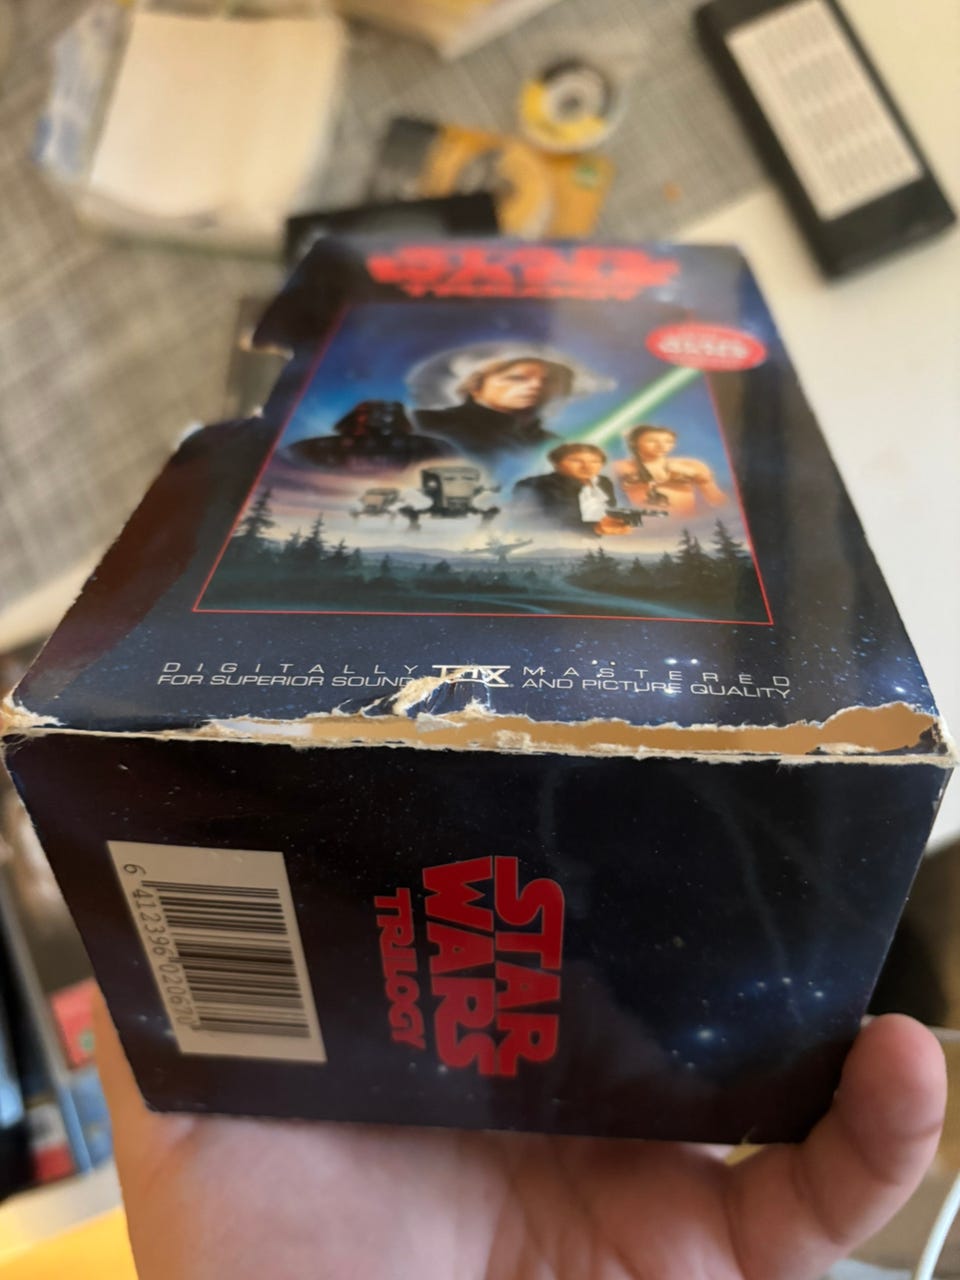 STAR
WARS
TRILOGY
DIGITALLY THX MASTERED
FOR SUPERIOR SOUND AND PICTURE QUALITY
STAR
WARS
TRILOGY